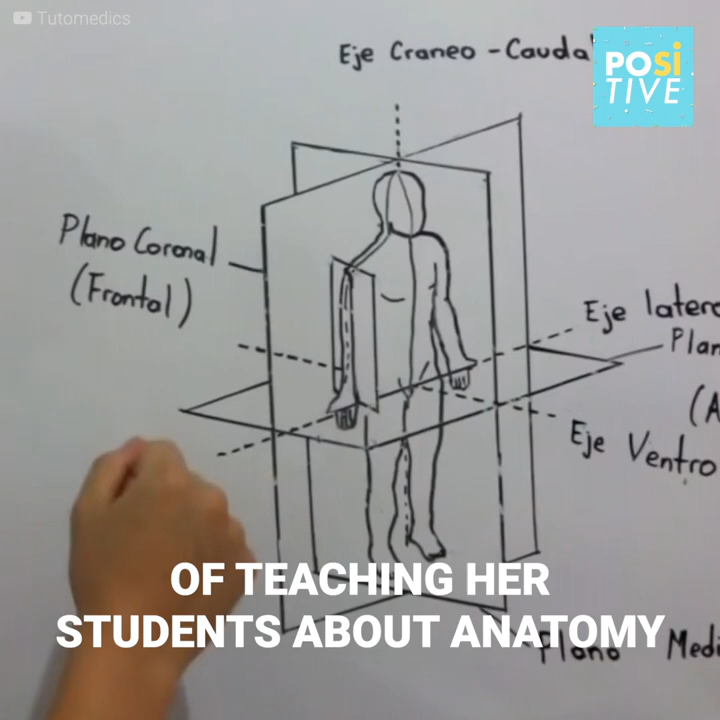 Tutomedics
Eje Craneo - Caudal
POSi
TIVE
Plano Coronal
(Frontal)
Eje latera
Plan
(A
Eje Ventro
OF TEACHING HER
STUDENTS ABOUT ANATOMY
Plano Medi